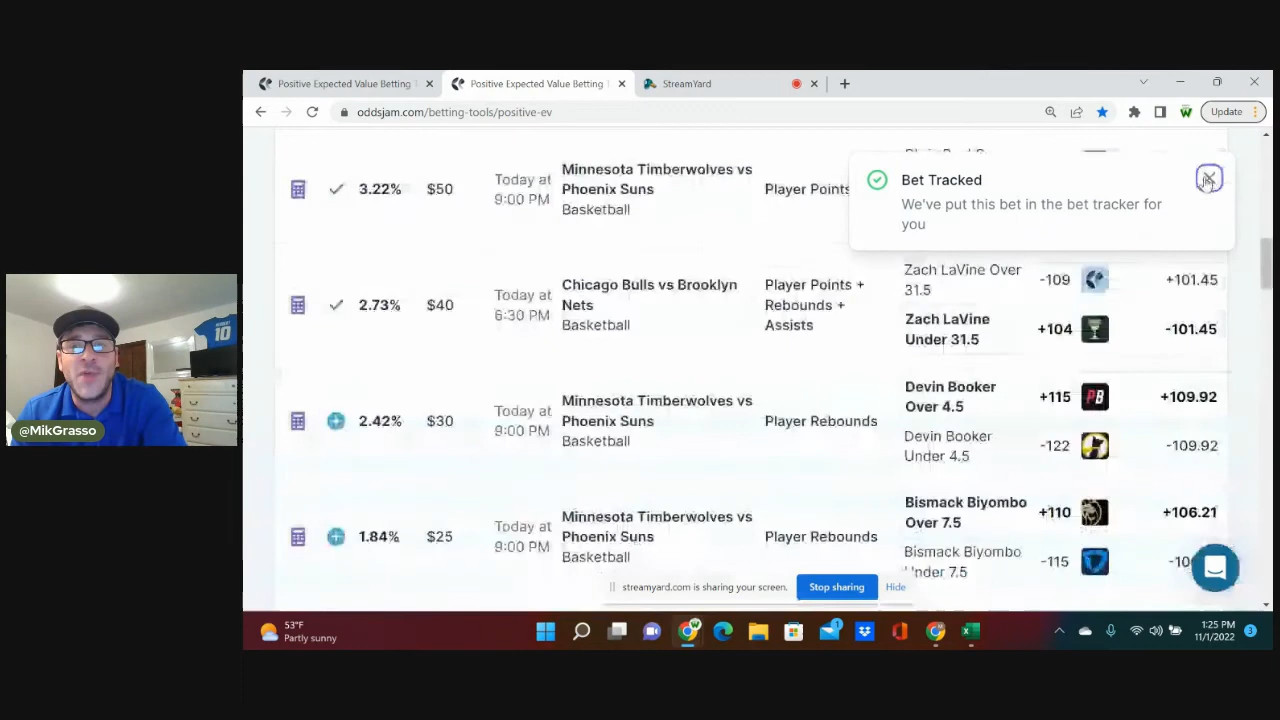 Positive Expected Value Betting
Positive Expected Value Betting
StreamYard
oddsjam.com/betting-tools/positive-ev
Update
3.22%
$50
Today at
9:00 PM
Minnesota Timberwolves vs
Phoenix Suns
Basketball
Player Points
Bet Tracked
We've put this bet in the bet tracker for
you
2.73%
$40
Today at
6:30 PM
Chicago Bulls vs Brooklyn
Nets
Basketball
Player Points +
Rebounds +
Assists
Zach LaVine Over
31.5
-109
+101.45
Zach LaVine
Under 31.5
+104
-101.45
2.42%
$30
Today at
9:00 PM
Minnesota Timberwolves vs
Phoenix Suns
Basketball
Player Rebounds
Devin Booker
Over 4.5
+115
PB
+109.92
Devin Booker
Under 4.5
-122
-109.92
1.84%
$25
Today at
9:00 PM
Minnesota Timberwolves vs
Phoenix Suns
Basketball
Player Rebounds
Bismack Biyombo
Over 7.5
+110
+106.21
Bismack Biyombo
Under 7.5
-115
streamyard.com is sharing your screen.
Stop sharing
Hide
@MikGrasso
10
53°F
Partly sunny
1
1:25 PM
11/1/2022
3